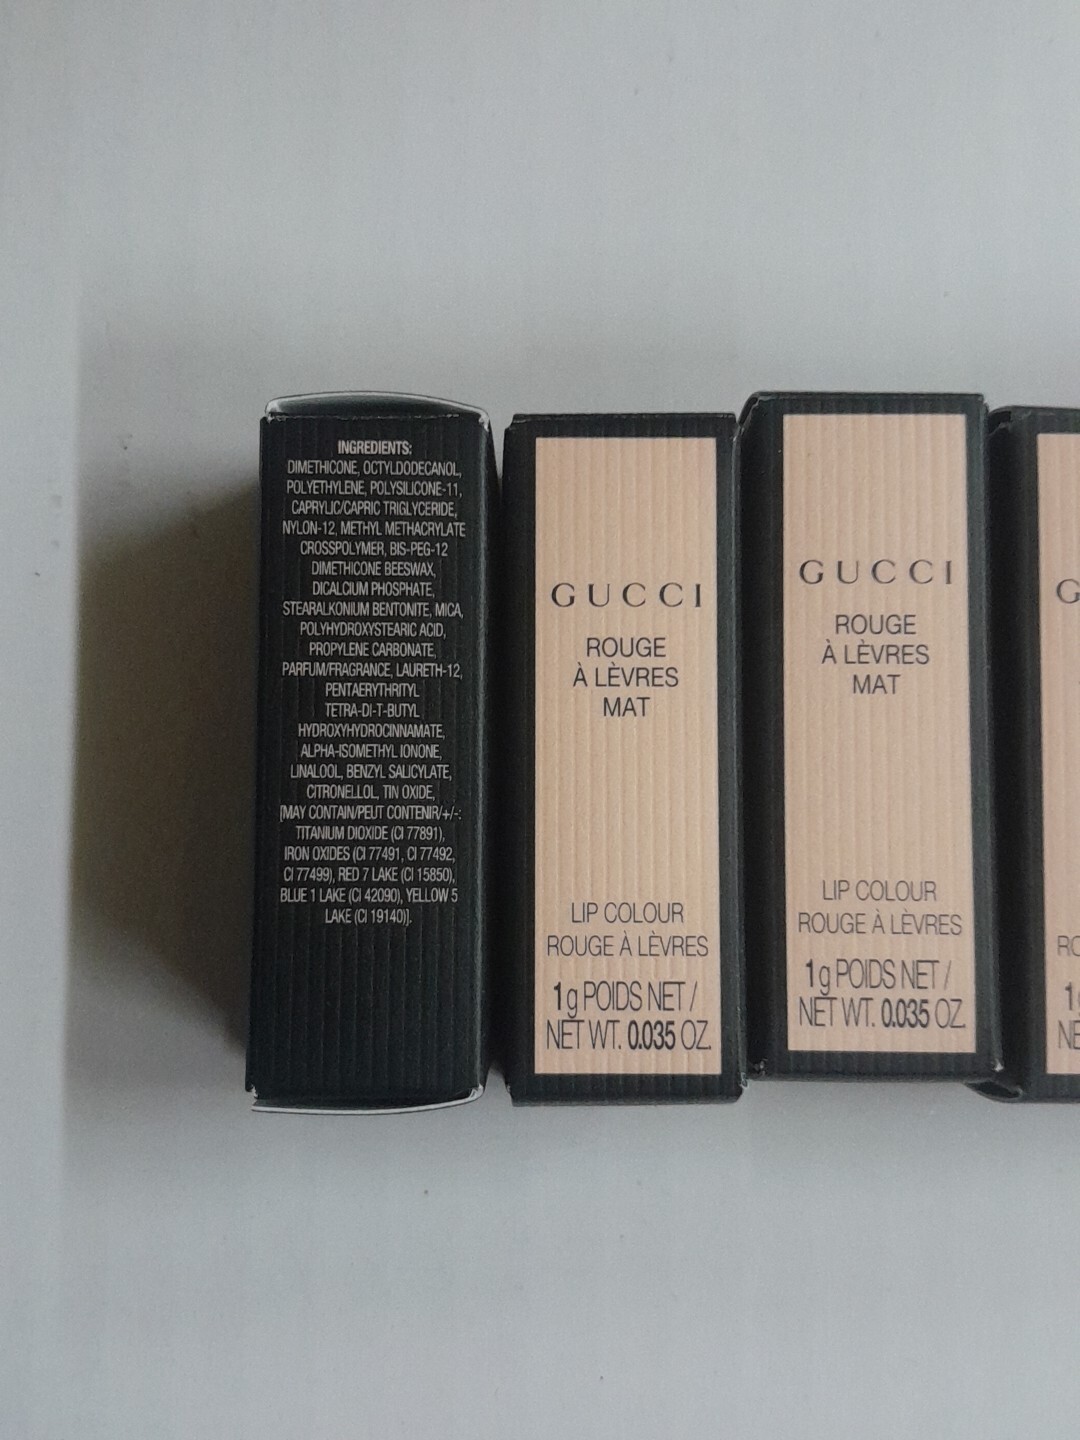 INGREDIENTS:
DIMETHICONE, OCTYLDODECANOL,
POLYETHYLENE, POLYSILICONE-11,
CAPRYLIC/CAPRIC TRIGLYCERIDE,
NYLON-12, METHYL METHACRYLATE
CROSSPOLYMER, BIS-PEG-12
DIMETHICONE BEESWAX,
DICALCIUM PHOSPHATE,
STEARALKONIUM BENTONITE, MICA,
POLYHYDROXYSTEARIC ACID,
PROPYLENE CARBONATE,
PARFUM/FRAGRANCE, LAURETH-12,
PENTAERYTHRITYL
TETRA-DI-T-BUTYL
HYDROXYHYDROCINNAMATE,
ALPHA-ISOMETHYL IONONE,
LINALOOL, BENZYL SALICYLATE,
CITRONELLOL, TIN OXIDE,
[MAY CONTAIN/PEUT CONTENIR/+/-:
TITANIUM DIOXIDE (CI 77891),
IRON OXIDES (CI 77491, CI 77492,
CI 77499), RED 7 LAKE (CI 15850),
BLUE 1 LAKE (CI 42090), YELLOW 5
LAKE (CI 19140)].
GUCCI
ROUGE
À LÈVRES
MAT
LIP COLOUR
ROUGE À LÈVRES
1 g POIDS NET /
NET WT. 0.035 OZ.
GUCCI
ROUGE
À LÈVRES
MAT
LIP COLOUR
ROUGE À LÈVRES
1 g POIDS NET /
NET WT. 0.035 OZ.